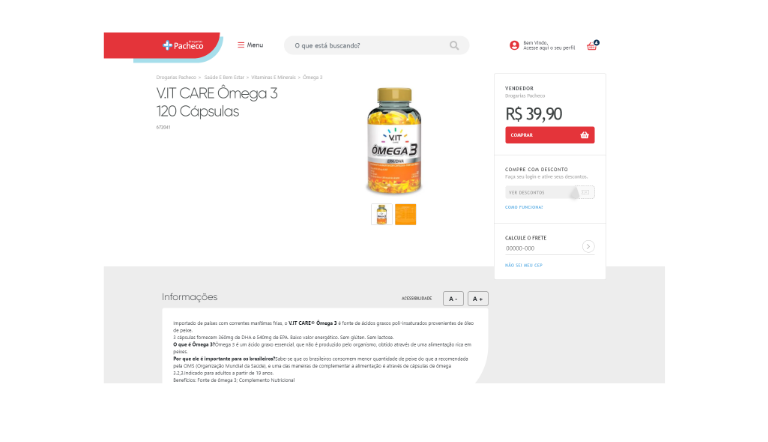 Drogarias
Pacheco
Menu
O que está buscando?
Bem Vindo,
Acesse aqui o seu perfil
Drogarias Pacheco > Saúde E Bem Estar > Vitaminas E Minerais > Ômega 3
V.IT CARE Ômega 3
120 Cápsulas
V.IT
ÔMEGA 3
VENDEDOR
Drogarias Pacheco
R$ 39,90
COMPRAR
COMPRE COM DESCONTO
Faça seu login e ative seus descontos.
VER DESCONTOS
COMO FUNCIONA?
CALCULE O FRETE
00000-000
NÃO SEI MEU CEP
Informações
ACESSIBILIDADE
A -
A +
Importado de países com correntes marítimas frias, o V.IT CARE® Ômega 3 é fonte de ácidos graxos poli-insaturados provenientes de óleo
de peixe.
3 cápsulas fornecem 360mg de DHA e 540mg de EPA. Baixo valor energético. Sem glúten. Sem lactose.
O que é Ômega 3?Ômega 3 é um ácido graxo essencial, que não é produzido pelo organismo, obtido através de uma alimentação rica em
peixes.
Por que ele é importante para os brasileiros?Sabe-se que os brasileiros consomem menor quantidade de peixe do que a recomendada
pela OMS (Organização Mundial da Saúde), e uma das maneiras de complementar a alimentação é através de cápsulas de ômega
3.2,3.Indicado para adultos a partir de 19 anos.
Benefícios: Fonte de ômega 3; Complemento Nutricional